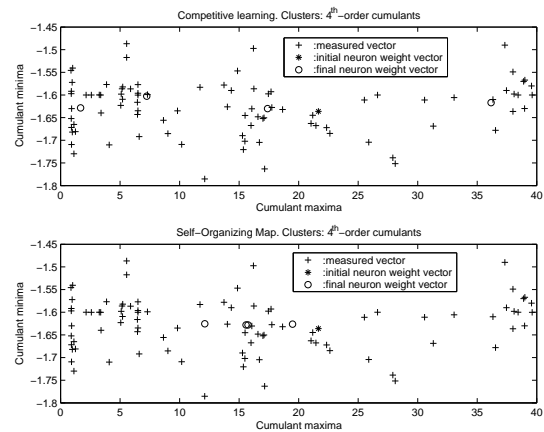 Competitive learning. Clusters: 4th-order cumulants
-1.45
-1.5
-1.55
-1.6
-1.65
-1.7
-1.75
-1.8
Cumulant minima
:measured vector
:initial neuron weight vector
:final neuron weight vector
0 5 10 15 20 25 30 35 40
Cumulant maxima
Self-Organizing Map. Clusters: 4th-order cumulants
-1.45
-1.5
-1.55
-1.6
-1.65
-1.7
-1.75
-1.8
Cumulant minima
:measured vector
:initial neuron weight vector
:final neuron weight vector
0 5 10 15 20 25 30 35 40
Cumulant maxima